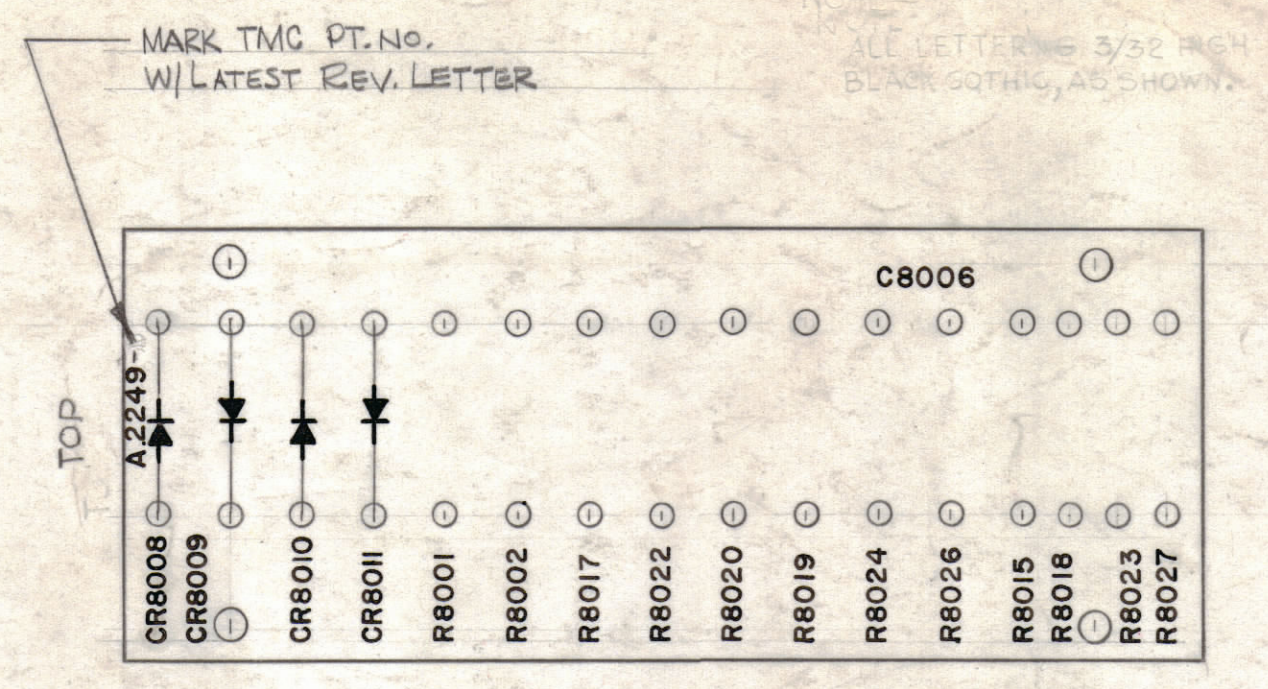 MARK TMC PT. NO.
W/LATEST REV. LETTER
ALL LETTERING 3/32 HIGH
BLACK GOTHIC, AS SHOWN.
C8006
A.2249-
TOP
CR8008
CR8009
CR8010
CR8011
R8001
R8002
R8017
R8022
R8020
R8019
R8024
R8026
R8015
R8018
R8023
R8027